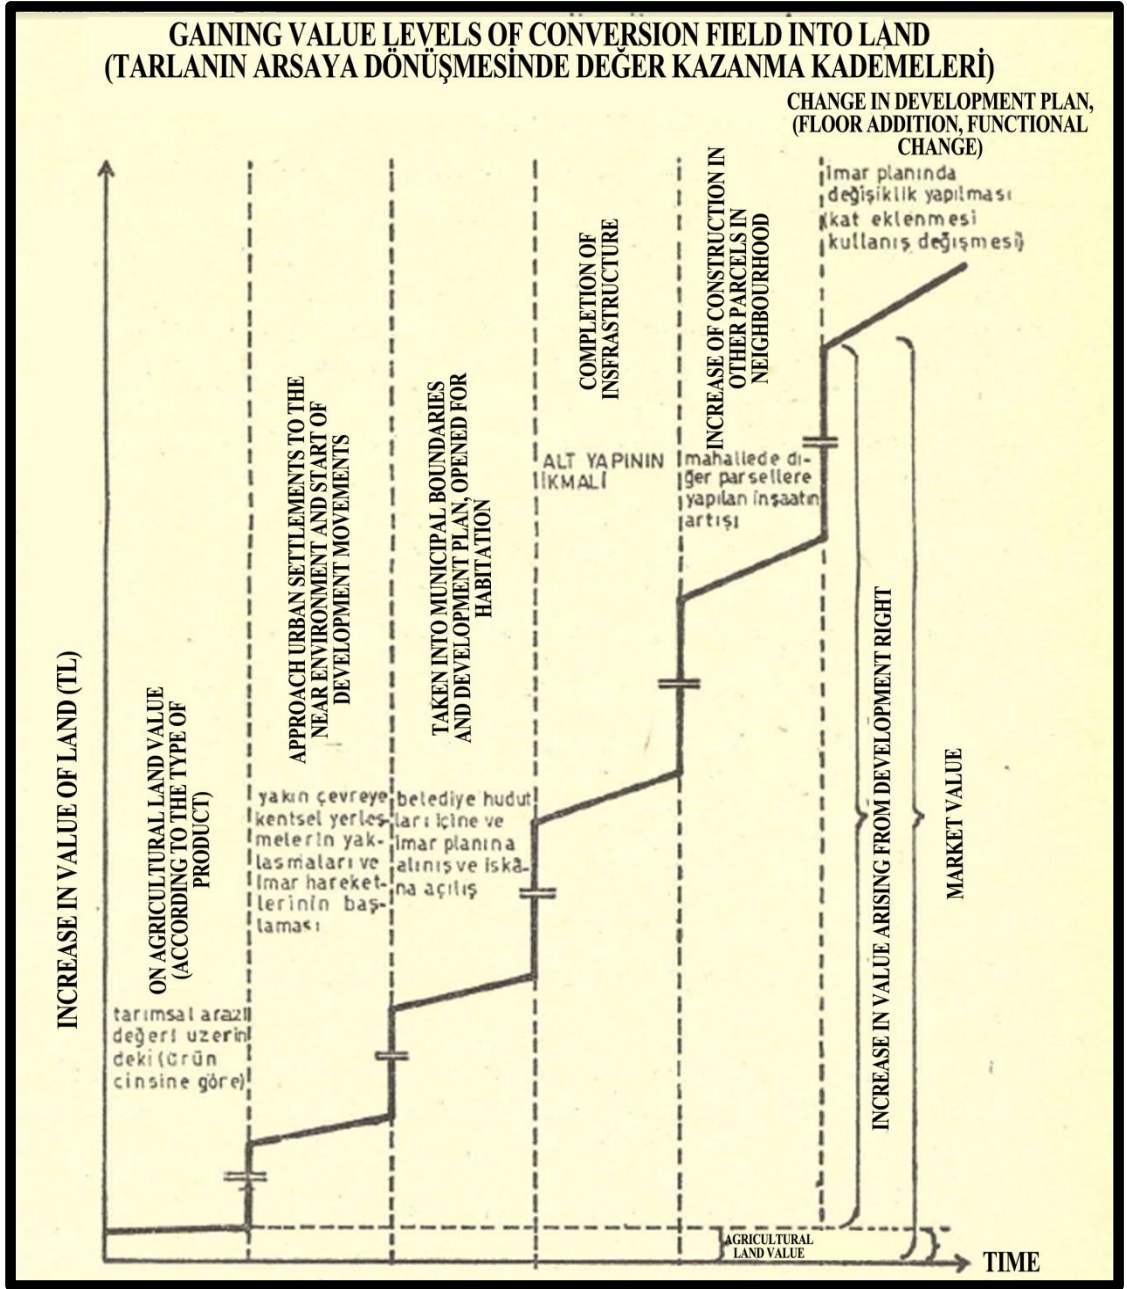 GAINING VALUE LEVELS OF CONVERSION FIELD INTO LAND
(TARLANIN ARSAYA DÖNÜŞMESİNDE DEĞER KAZANMA KADEMELERİ)
CHANGE IN DEVELOPMENT PLAN,
(FLOOR ADDITION, FUNCTIONAL
CHANGE)
imar planında
değişiklik yapılması
(kat eklenmesi
kullanış değişmesi)
INCREASE OF CONSTRUCTION IN
OTHER PARCELS IN
NEIGHBOURHOOD
mahallede di-
ğer parsellere
yapılan inşaatın
artışı
COMPLETION OF
INSFRASTRUCTURE
ALT YAPININ
İKMALİ
TAKEN INTO MUNICIPAL BOUNDARIES
AND DEVELOPMENT PLAN, OPENED FOR
HABITATION
belediye hudut
ları içine ve
imar planına
alınış ve iskâ-
na açılış
APPROACH URBAN SETTLEMENTS TO THE
NEAR ENVIRONMENT AND START OF
DEVELOPMENT MOVEMENTS
yakın çevreye
kentsel yerleş-
melerin yak-
lasmaları ve
imar hareket-
lerinin baş-
laması
ON AGRICULTURAL LAND VALUE
(ACCORDING TO THE TYPE OF
PRODUCT)
tarımsal arazi
değeri uzerin
deki (ürün
cinsine göre)
INCREASE IN VALUE OF LAND (TL)
INCREASE IN VALUE ARISING FROM DEVELOPMENT RIGHT
MARKET VALUE
AGRICULTURAL
LAND VALUE
TIME